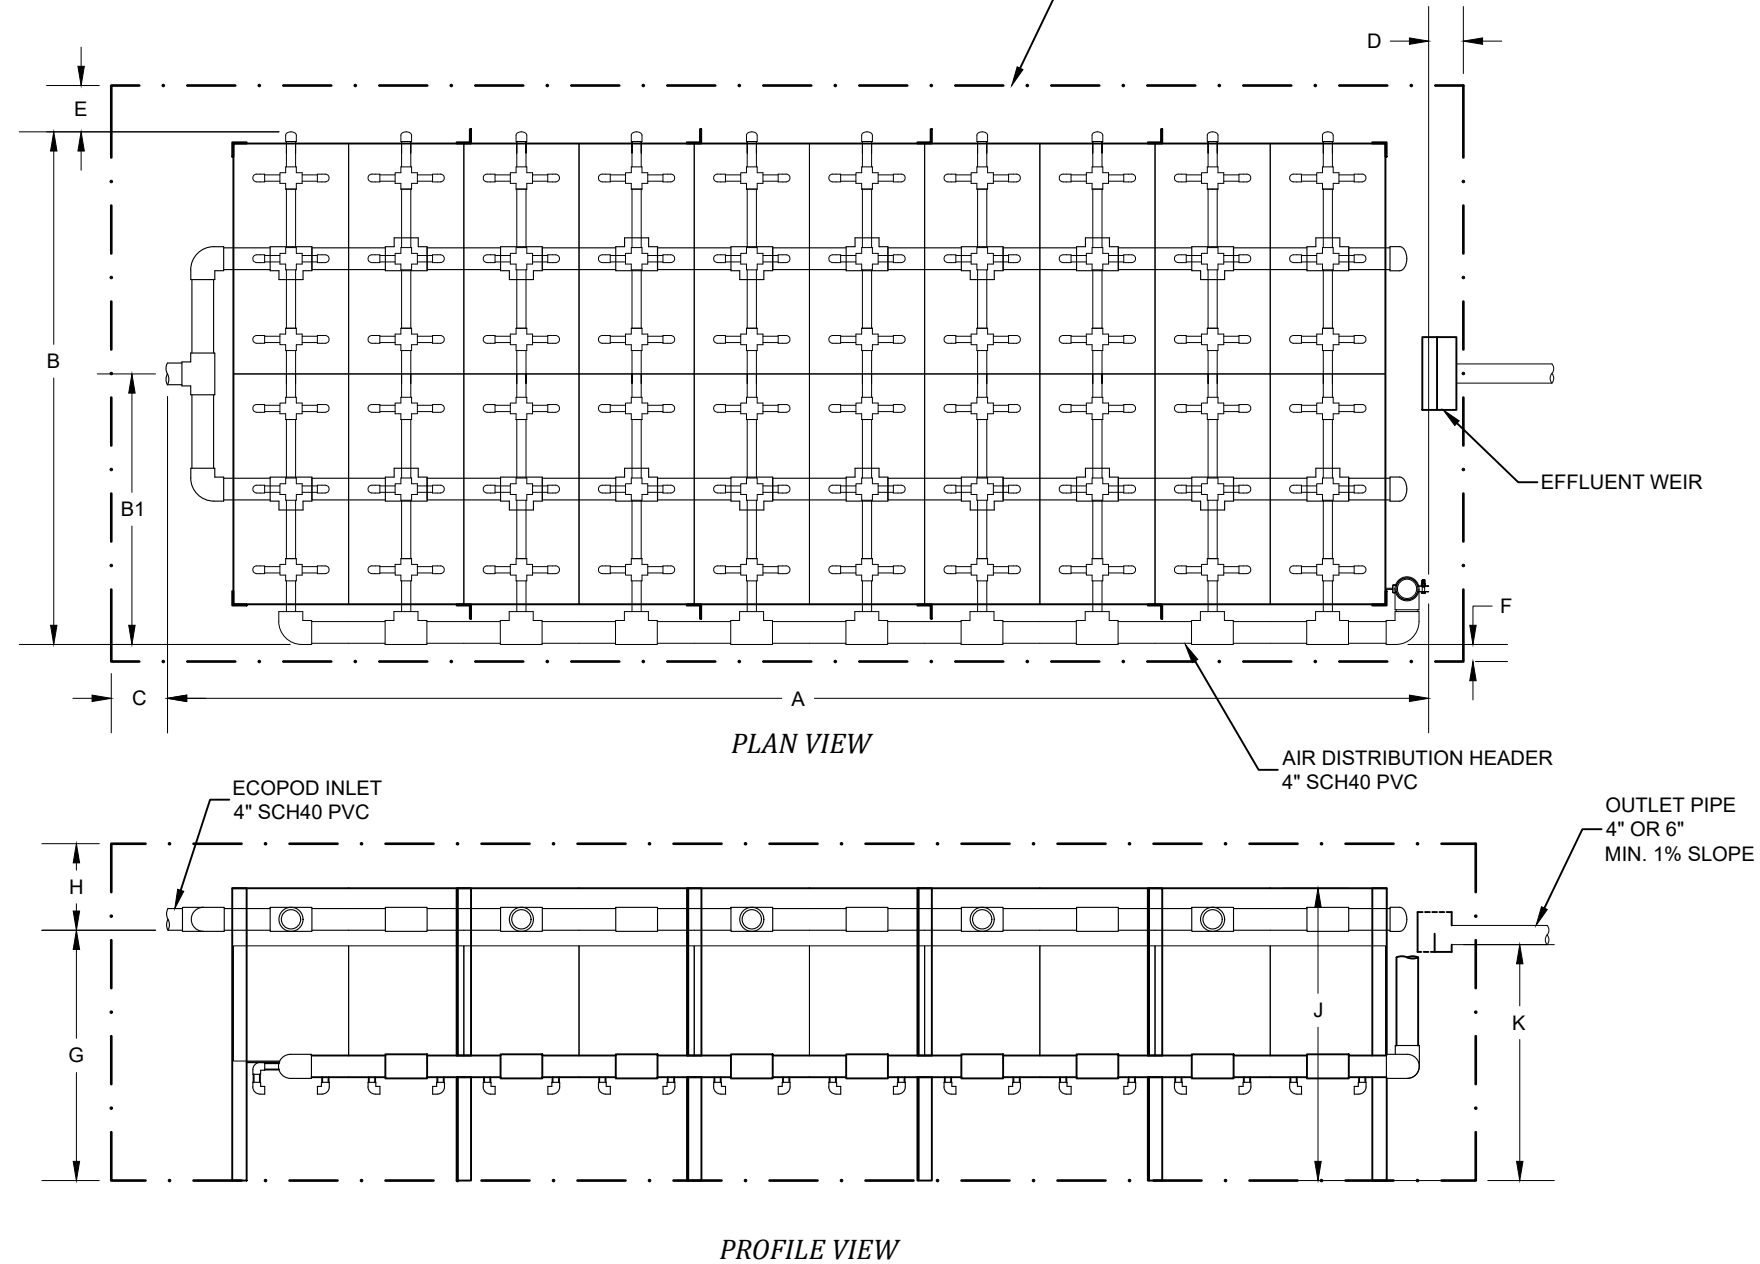 D
E
B
EFFLUENT WEIR
B1
F
C
A
PLAN VIEW
AIR DISTRIBUTION HEADER
4" SCH40 PVC
ECOPOD INLET
4" SCH40 PVC
OUTLET PIPE
4" OR 6"
MIN. 1% SLOPE
H
J
K
G
PROFILE VIEW